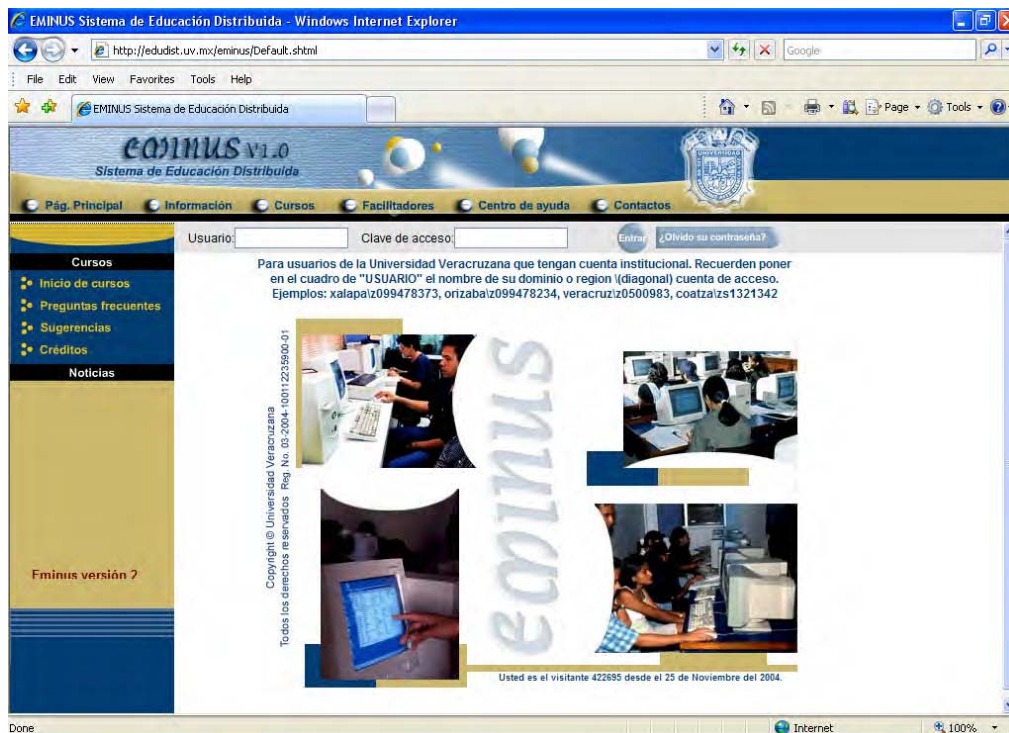 EMINUS Sistema de Educación Distribuida - Windows Internet Explorer
http://edudist.uv.mx/eminus/Default.shtml
Google
File Edit View Favorites Tools Help
EMINUS Sistema de Educación Distribuida
Page Tools
eminus V1.0
Sistema de Educación Distribuida
Pág. Principal Información Cursos Facilitadores Centro de ayuda Contactos
Usuario: Clave de acceso: Entrar ¿Olvido su contraseña?
Cursos
Inicio de cursos
Preguntas frecuentes
Sugerencias
Créditos
Noticias
Eminus versión 2
Para usuarios de la Universidad Veracruzana que tengan cuenta institucional. Recuerden poner
en el cuadro de "USUARIO" el nombre de su dominio o region \(diagonal) cuenta de acceso.
Ejemplos: xalapa\z099478373, orizaba\z099478234, veracruz\z0500983, coatza\zs1321342
Copyright © Universidad Veracruzana
Todos los derechos reservados Reg. No. 03-2004-100112235900-01
eminus
Usted es el visitante 422695 desde el 25 de Noviembre del 2004.
Done Internet 100%